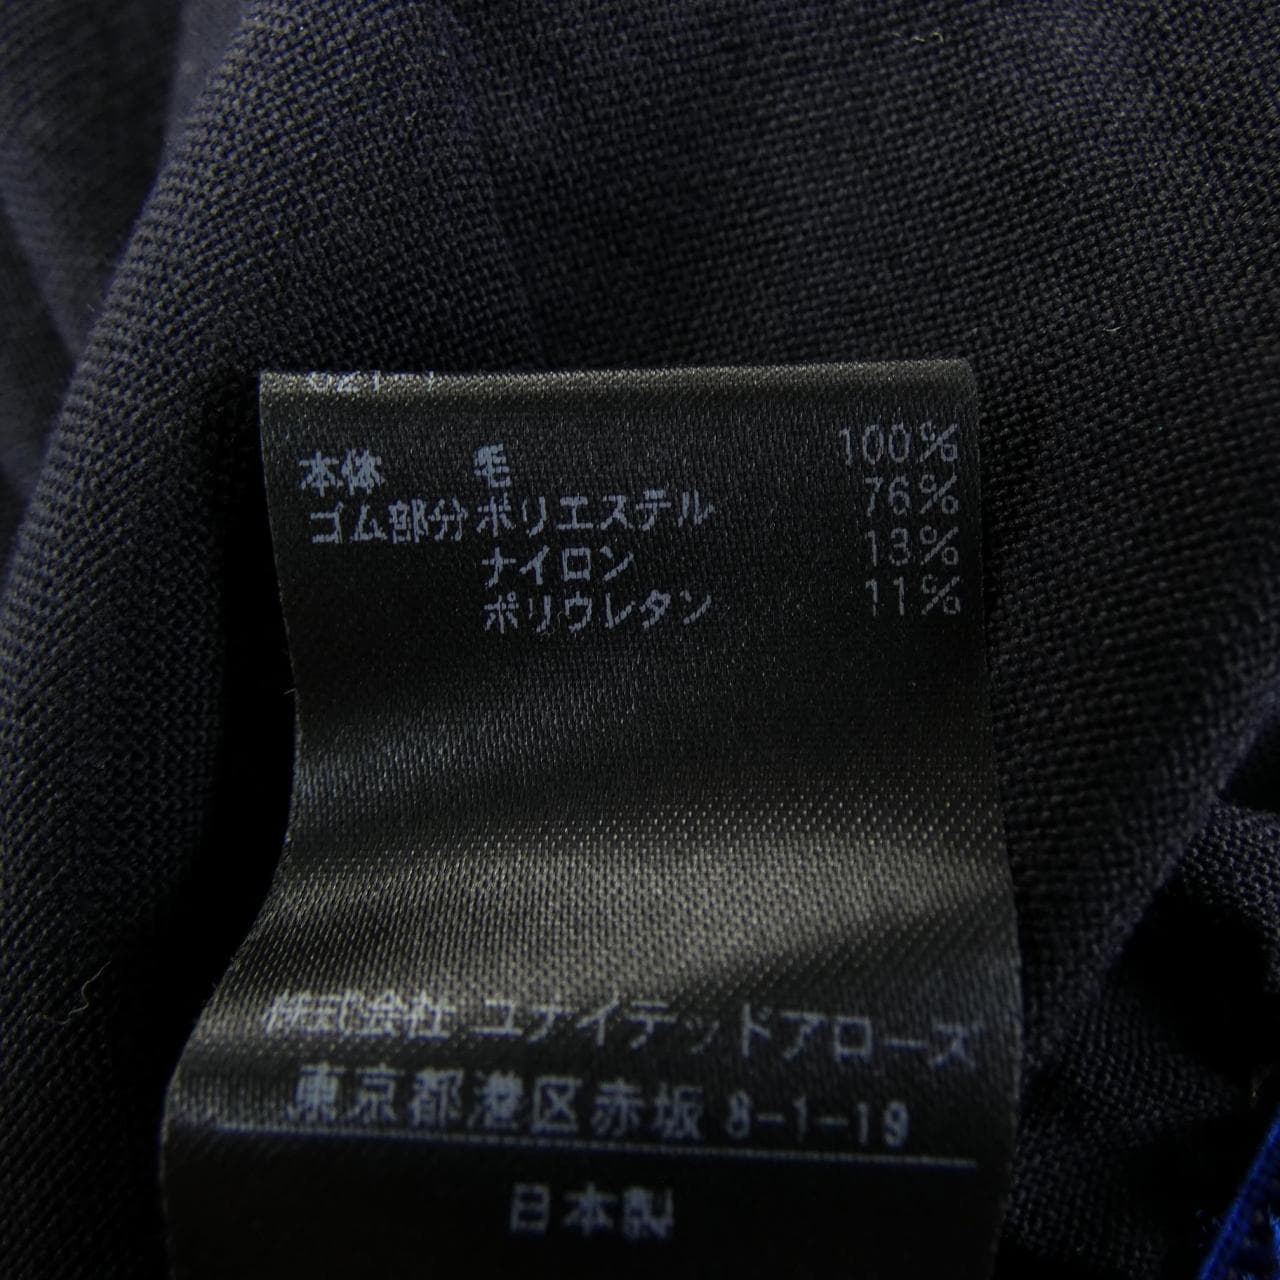 本体 毛 100%
ゴム部分 ポリエステル 76%
ナイロン 13%
ポリウレタン 11%
株式会社 ユナイテッドアローズ
東京都港区赤坂 8-1-19
日本製